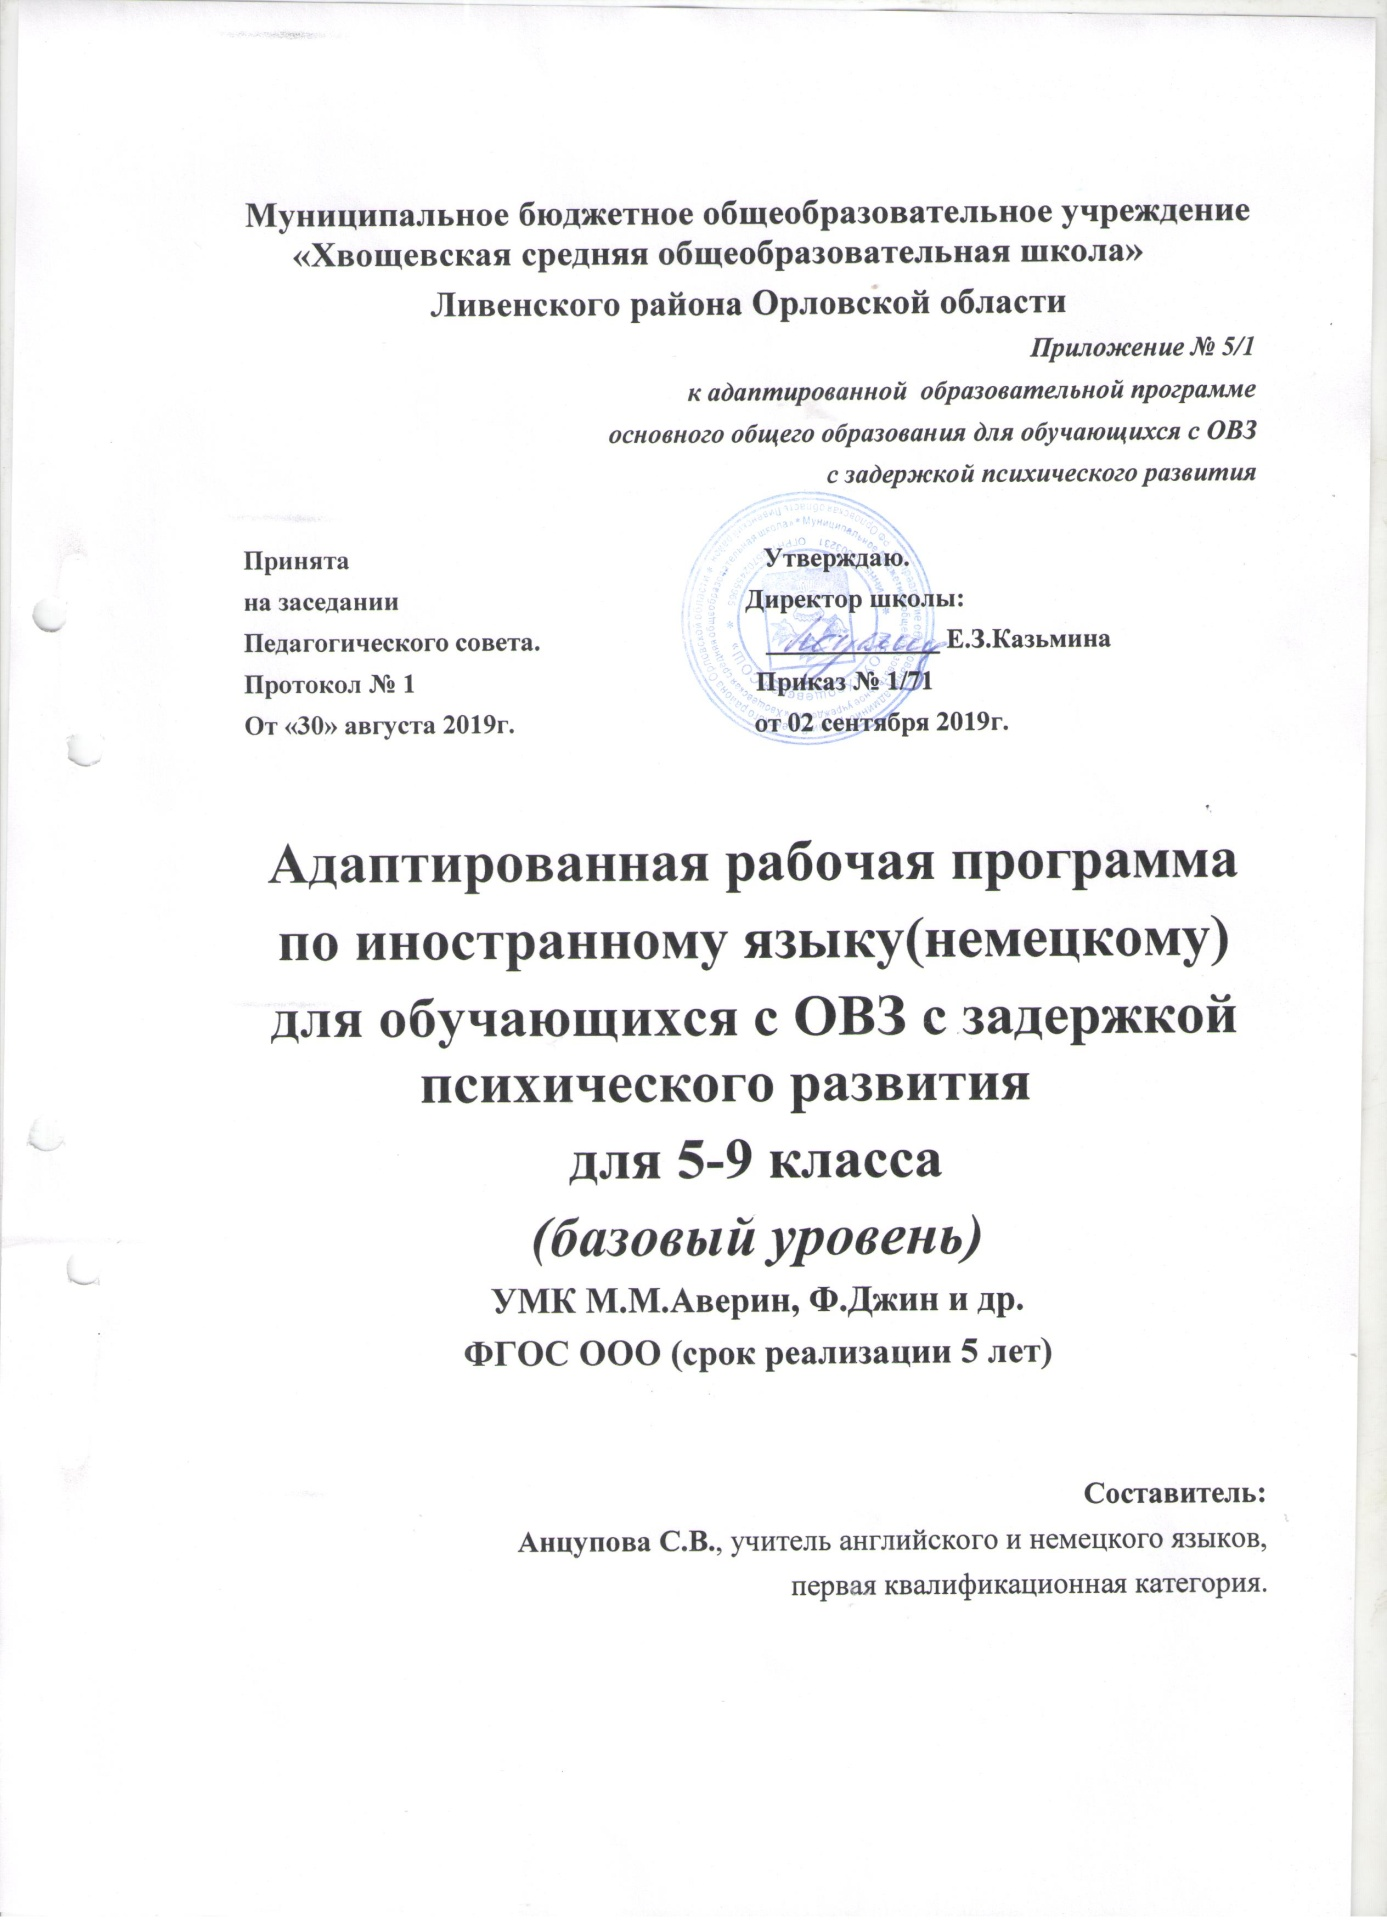 Муниципальное бюджетное общеобразовательное учреждение
«Хвощевская средняя общеобразовательная школа»
Ливенского района Орловской области
Приложение № 5/1
к адаптированной образовательной программе
основного общего образования для обучающихся с ОВЗ
с задержкой психического развития
Принята Утверждаю.
на заседании Директор школы:
Педагогического совета. Е.З.Казьмина
Протокол № 1 Приказ № 1/71
От «30» августа 2019г. от 02 сентября 2019г.
Адаптированная рабочая программа
по иностранному языку(немецкому)
для обучающихся с ОВЗ с задержкой
психического развития
для 5-9 класса
(базовый уровень)
УМК М.М.Аверин, Ф.Джин и др.
ФГОС ООО (срок реализации 5 лет)
Составитель:
Анцупова С.В., учитель английского и немецкого языков,
первая квалификационная категория.